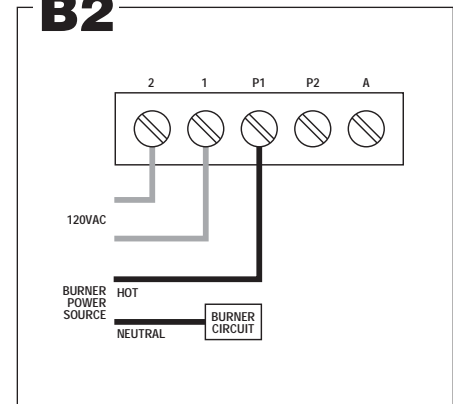 B2
2 1 P1 P2 A
120VAC
BURNER
POWER
SOURCE
HOT
NEUTRAL
BURNER
CIRCUIT